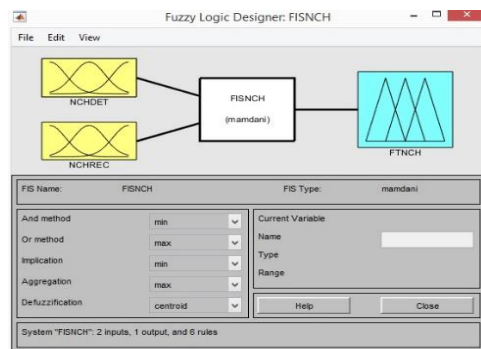 Fuzzy Logic Designer: FISNCH
File Edit View
NCHDET
FISNCH
(mamdani)
NCHREC
FTNCH
FIS Name: FISNCH FIS Type: mamdani
And method min
Or method max
Implication min
Aggregation max
Defuzzification centroid
Current Variable
Name
Type
Range
Help Close
System "FISNCH": 2 inputs, 1 output, and 6 rules